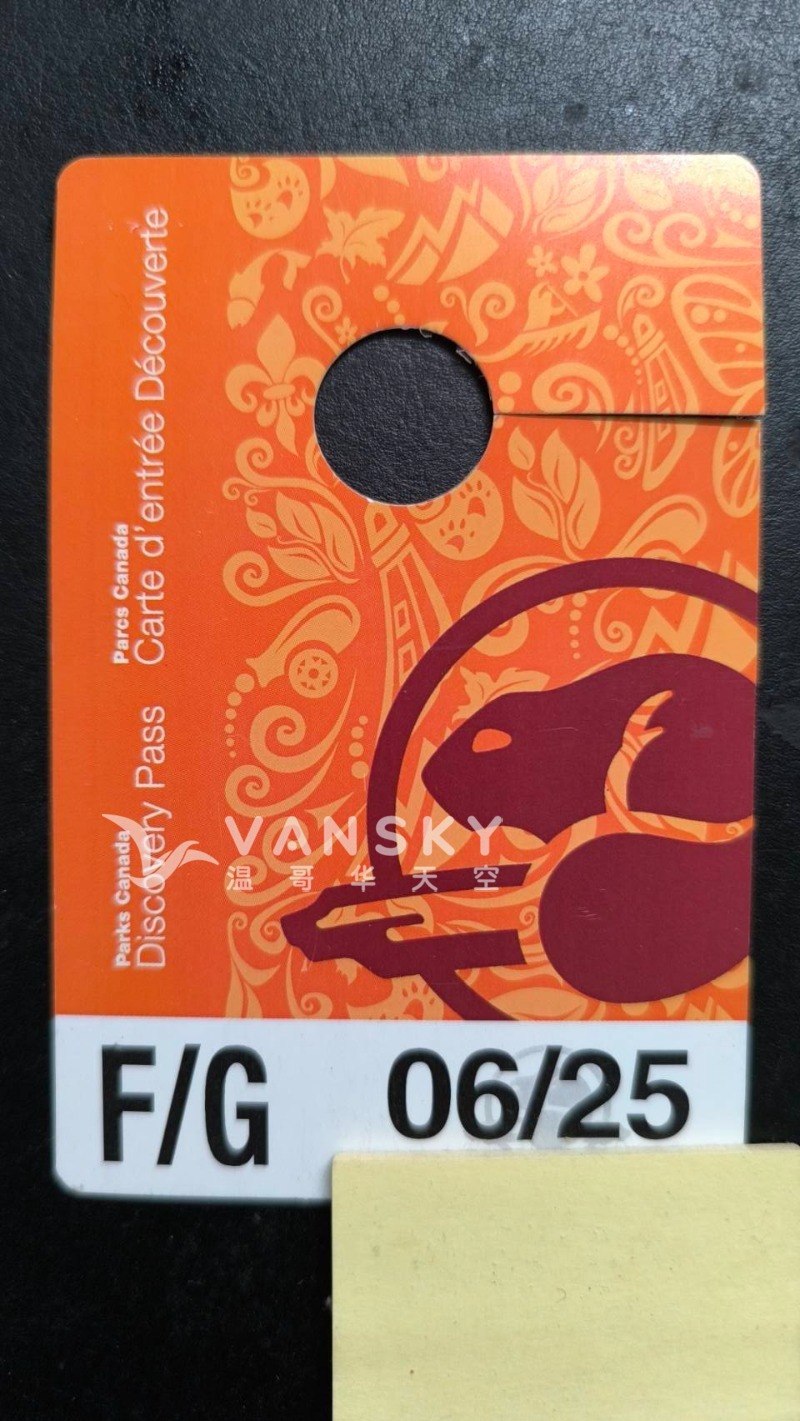 Parks Canada
Discovery Pass
Parcs Canada
Carte d'entrée Découverte
VANSKY
温哥华天空
F/G
06/25